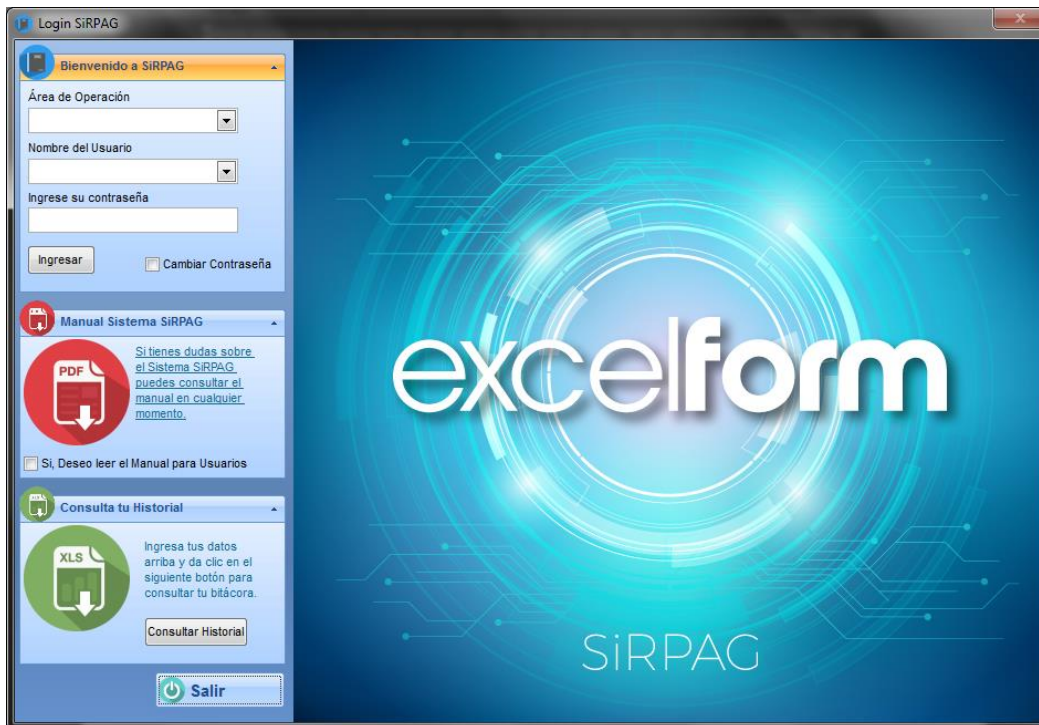 Login SiRPAG
Bienvenido a SiRPAG
Área de Operación
Nombre del Usuario
Ingrese su contraseña
Ingresar
Cambiar Contraseña
Manual Sistema SiRPAG
PDF
Si tienes dudas sobre
el Sistema SiRPAG
puedes consultar el
manual en cualquier
momento.
Si, Deseo leer el Manual para Usuarios
Consulta tu Historial
XLS
Ingresa tus datos
arriba y da clic en el
siguiente botón para
consultar tu bitácora.
Consultar Historial
Salir
excelform
SiRPAG